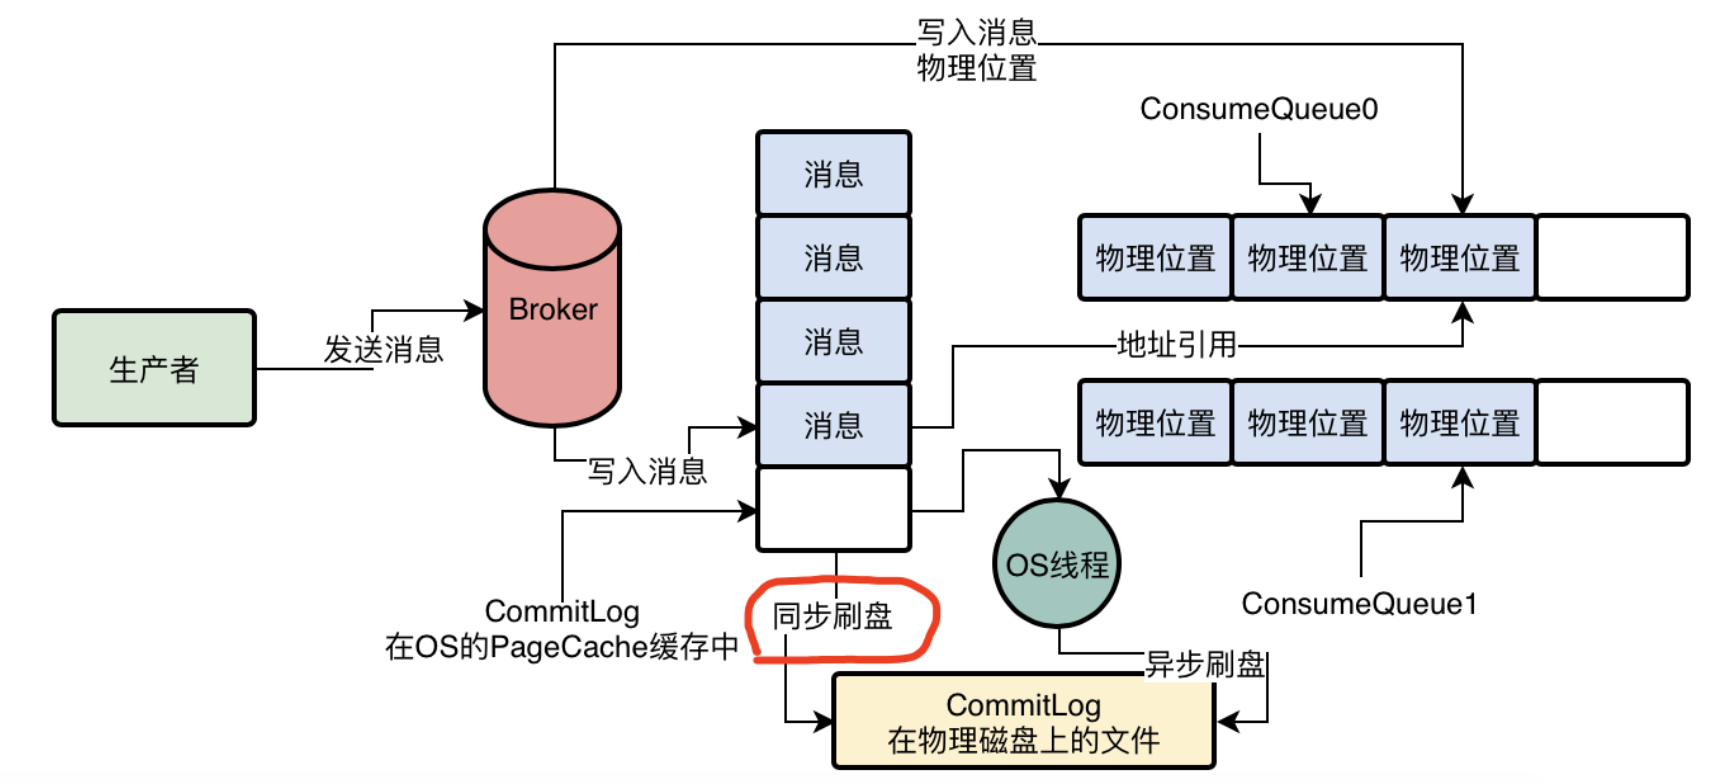 写入消息
物理位置
ConsumeQueue0
消息
消息
物理位置
物理位置
物理位置
Broker
消息
发送消息
地址引用
生产者
消息
物理位置
物理位置
物理位置
写入消息
OS线程
CommitLog
在OS的PageCache缓存中
同步刷盘
ConsumeQueue1
异步刷盘
CommitLog
在物理磁盘上的文件